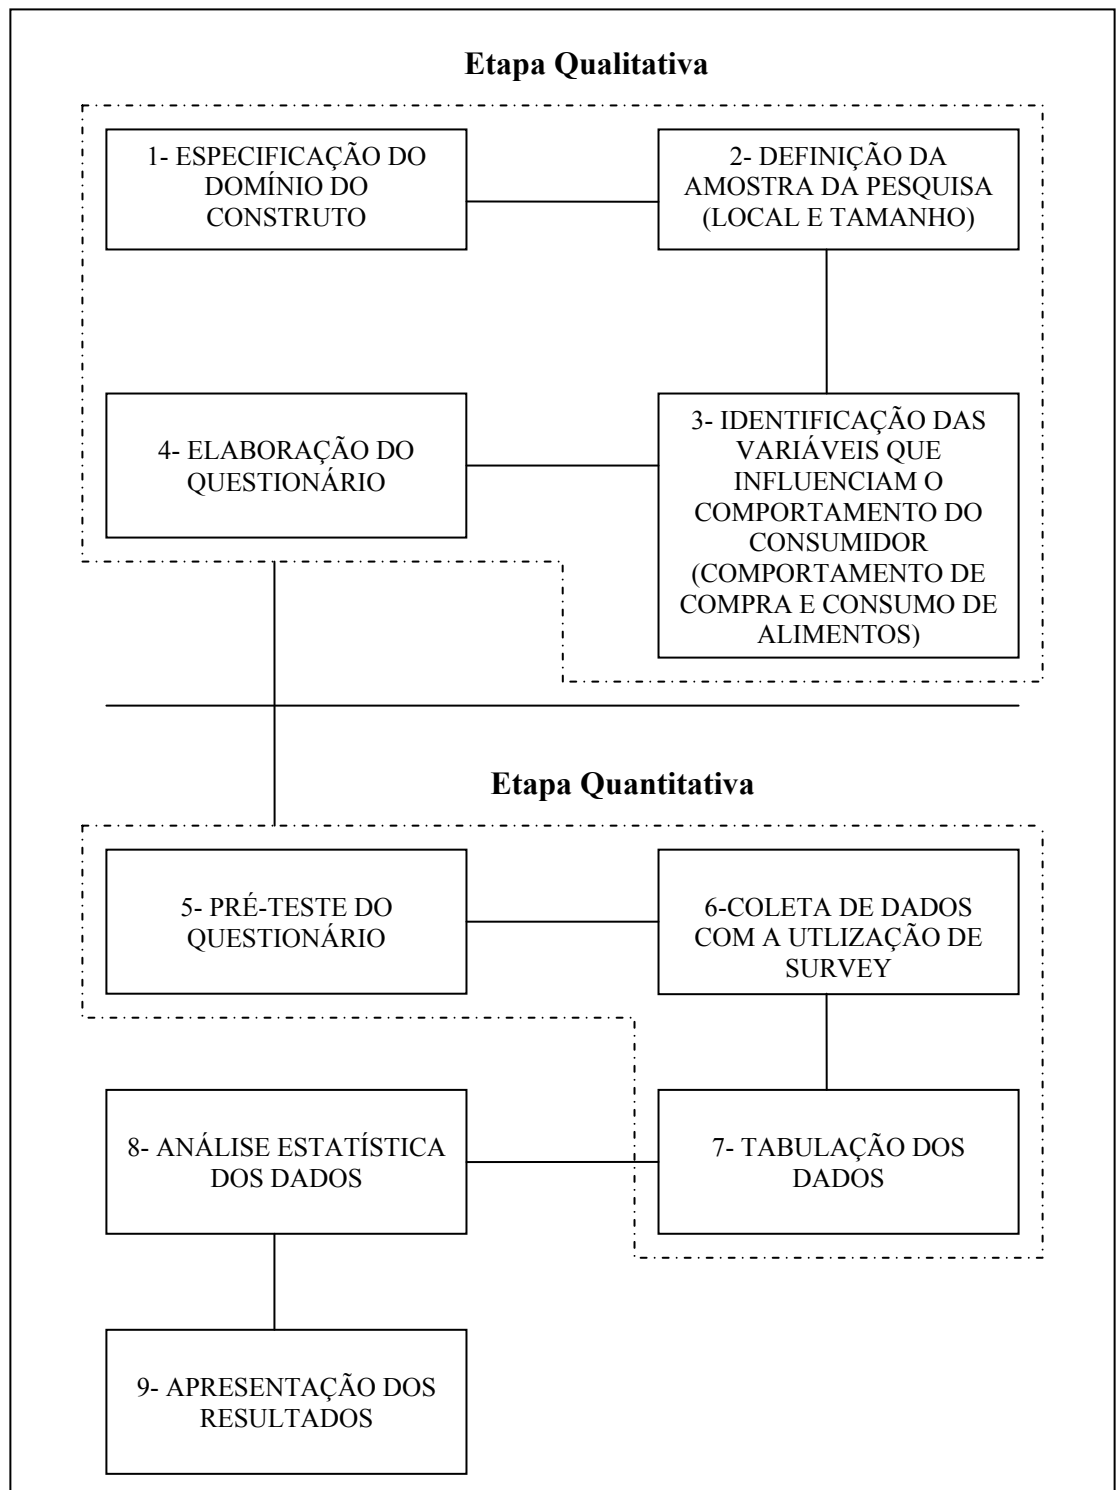 Etapa Qualitativa
1- ESPECIFICAÇÃO DO
DOMÍNIO DO
CONSTRUTO
2- DEFINIÇÃO DA
AMOSTRA DA PESQUISA
(LOCAL E TAMANHO)
3- IDENTIFICAÇÃO DAS
VARIÁVEIS QUE
INFLUENCIAM O
COMPORTAMENTO DO
CONSUMIDOR
(COMPORTAMENTO DE
COMPRA E CONSUMO DE
ALIMENTOS)
4- ELABORAÇÃO DO
QUESTIONÁRIO
Etapa Quantitativa
5- PRÉ-TESTE DO
QUESTIONÁRIO
6-COLETA DE DADOS
COM A UTLIZAÇÃO DE
SURVEY
7- TABULAÇÃO DOS
DADOS
8- ANÁLISE ESTATÍSTICA
DOS DADOS
9- APRESENTAÇÃO DOS
RESULTADOS